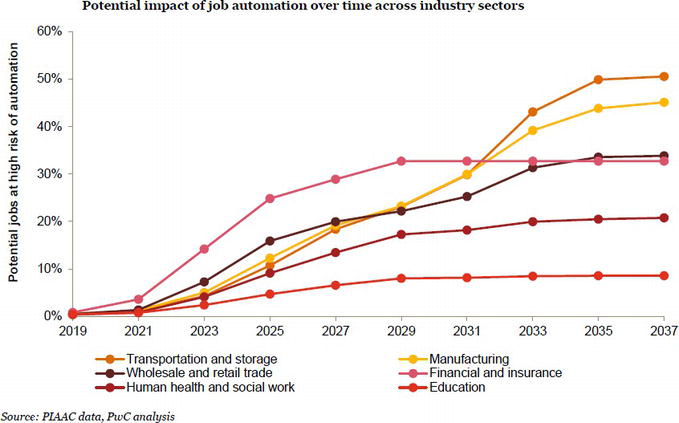 Potential impact of job automation over time across industry sectors
Potential jobs at high risk of automation
60%
50%
40%
30%
20%
10%
0%
2019 2021 2023 2025 2027 2029 2031 2033 2035 2037
Transportation and storage Manufacturing
Wholesale and retail trade Financial and insurance
Human health and social work Education
Source: PIAAC data, PwC analysis